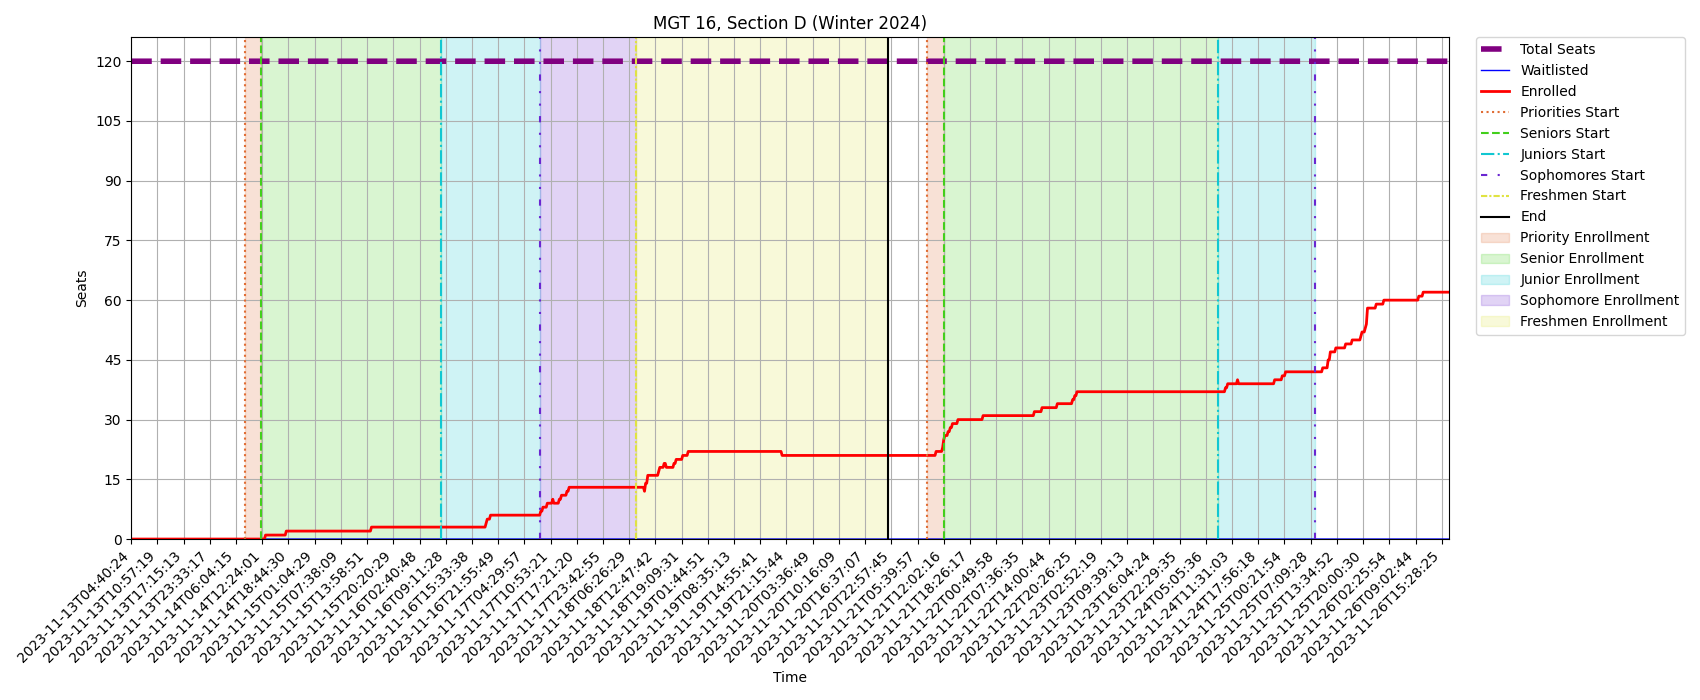 MGT 16, Section D (Winter 2024)
Seats
120
105
90
75
60
45
30
15
0
2023-11-13T04:40:24
2023-11-13T10:57:19
2023-11-13T17:15:13
2023-11-13T23:33:17
2023-11-14T06:04:15
2023-11-14T12:24:01
2023-11-14T18:44:30
2023-11-15T01:04:29
2023-11-15T07:38:09
2023-11-15T13:58:51
2023-11-15T20:20:29
2023-11-16T02:40:48
2023-11-16T09:11:28
2023-11-16T15:33:38
2023-11-16T21:55:49
2023-11-17T04:29:57
2023-11-17T10:53:21
2023-11-17T17:21:20
2023-11-17T23:42:55
2023-11-18T06:26:29
2023-11-18T12:47:42
2023-11-18T19:09:31
2023-11-19T01:44:51
2023-11-19T08:35:13
2023-11-19T14:55:41
2023-11-19T21:15:44
2023-11-20T03:36:49
2023-11-20T10:16:09
2023-11-20T16:37:07
2023-11-20T22:57:45
2023-11-21T05:39:57
2023-11-21T12:02:16
2023-11-21T18:26:17
2023-11-22T00:49:58
2023-11-22T07:36:35
2023-11-22T14:00:44
2023-11-22T20:26:25
2023-11-23T02:52:19
2023-11-23T09:39:13
2023-11-23T16:04:24
2023-11-23T22:29:35
2023-11-24T05:05:36
2023-11-24T11:31:03
2023-11-24T17:56:18
2023-11-25T00:21:54
2023-11-25T07:09:28
2023-11-25T13:34:52
2023-11-25T20:00:30
2023-11-26T02:25:54
2023-11-26T09:02:44
2023-11-26T15:28:25
Time
Total Seats
Waitlisted
Enrolled
Priorities Start
Seniors Start
Juniors Start
Sophomores Start
Freshmen Start
End
Priority Enrollment
Senior Enrollment
Junior Enrollment
Sophomore Enrollment
Freshmen Enrollment